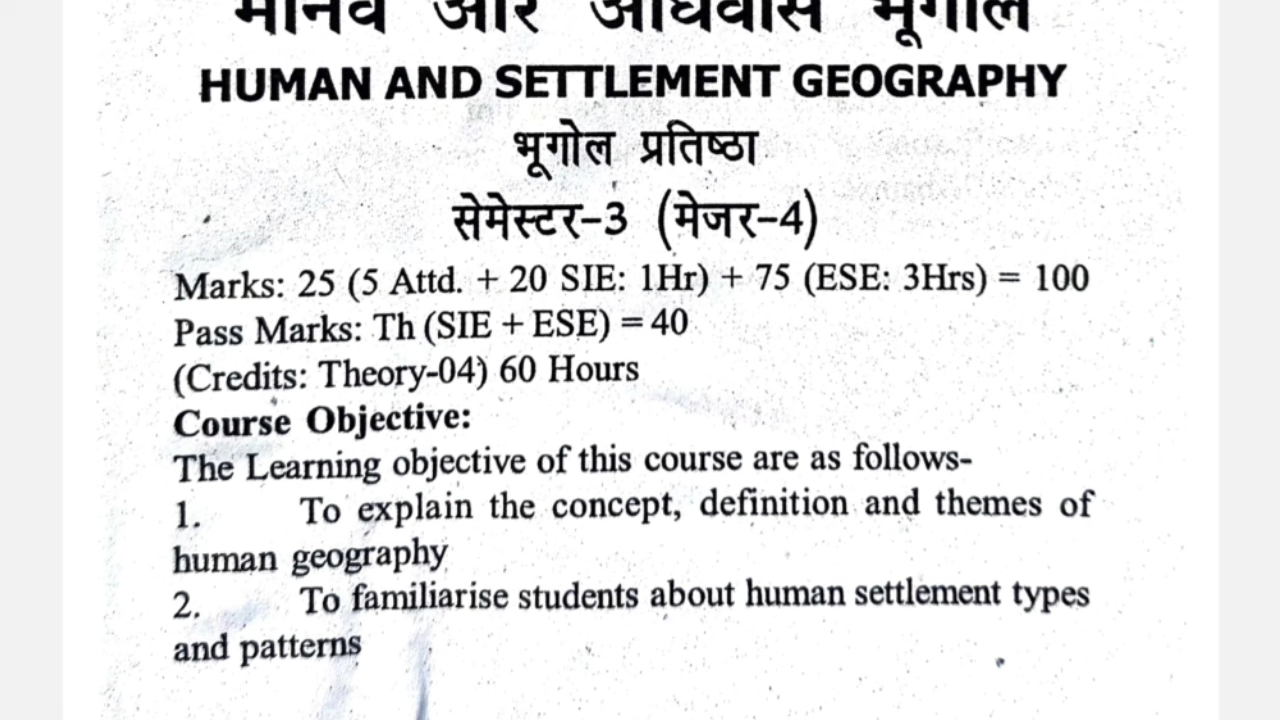 मानव और अधिवास भूगोल
HUMAN AND SETTLEMENT GEOGRAPHY
भूगोल प्रतिष्ठा
सेमेस्टर-3 (मेजर-4)
Marks: 25 (5 Attd. + 20 SIE: 1Hr) + 75 (ESE: 3Hrs) = 100
Pass Marks: Th (SIE + ESE) = 40
(Credits: Theory-04) 60 Hours
Course Objective:
The Learning objective of this course are as follows-
1. To explain the concept, definition and themes of
human geography
2. To familiarise students about human settlement types
and patterns